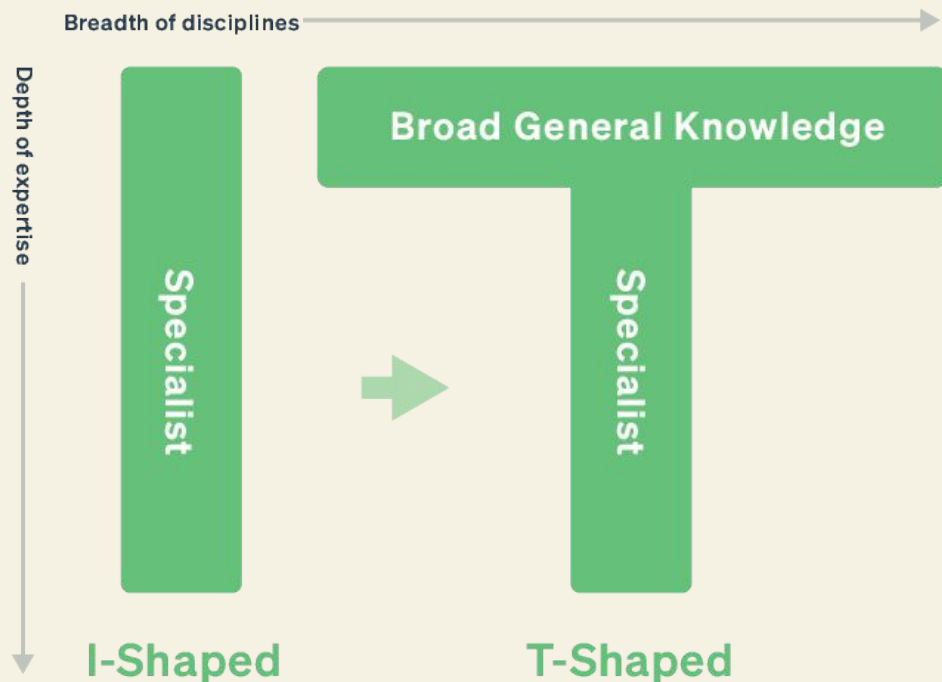 Breadth of disciplines
Depth of expertise
Broad General Knowledge
Specialist
Specialist
I-Shaped
T-Shaped